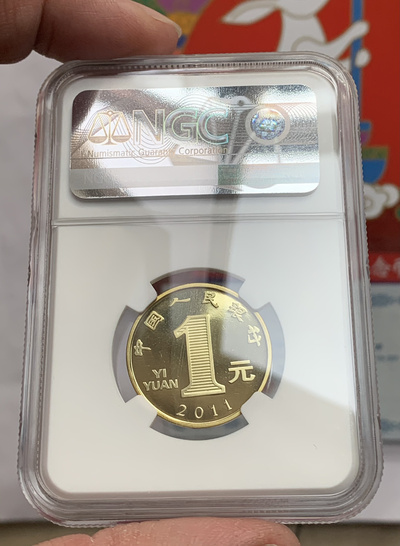 NGC
Numismatic Guaranty Corporation
中国人民银行
1
元
YI
YUAN
2011